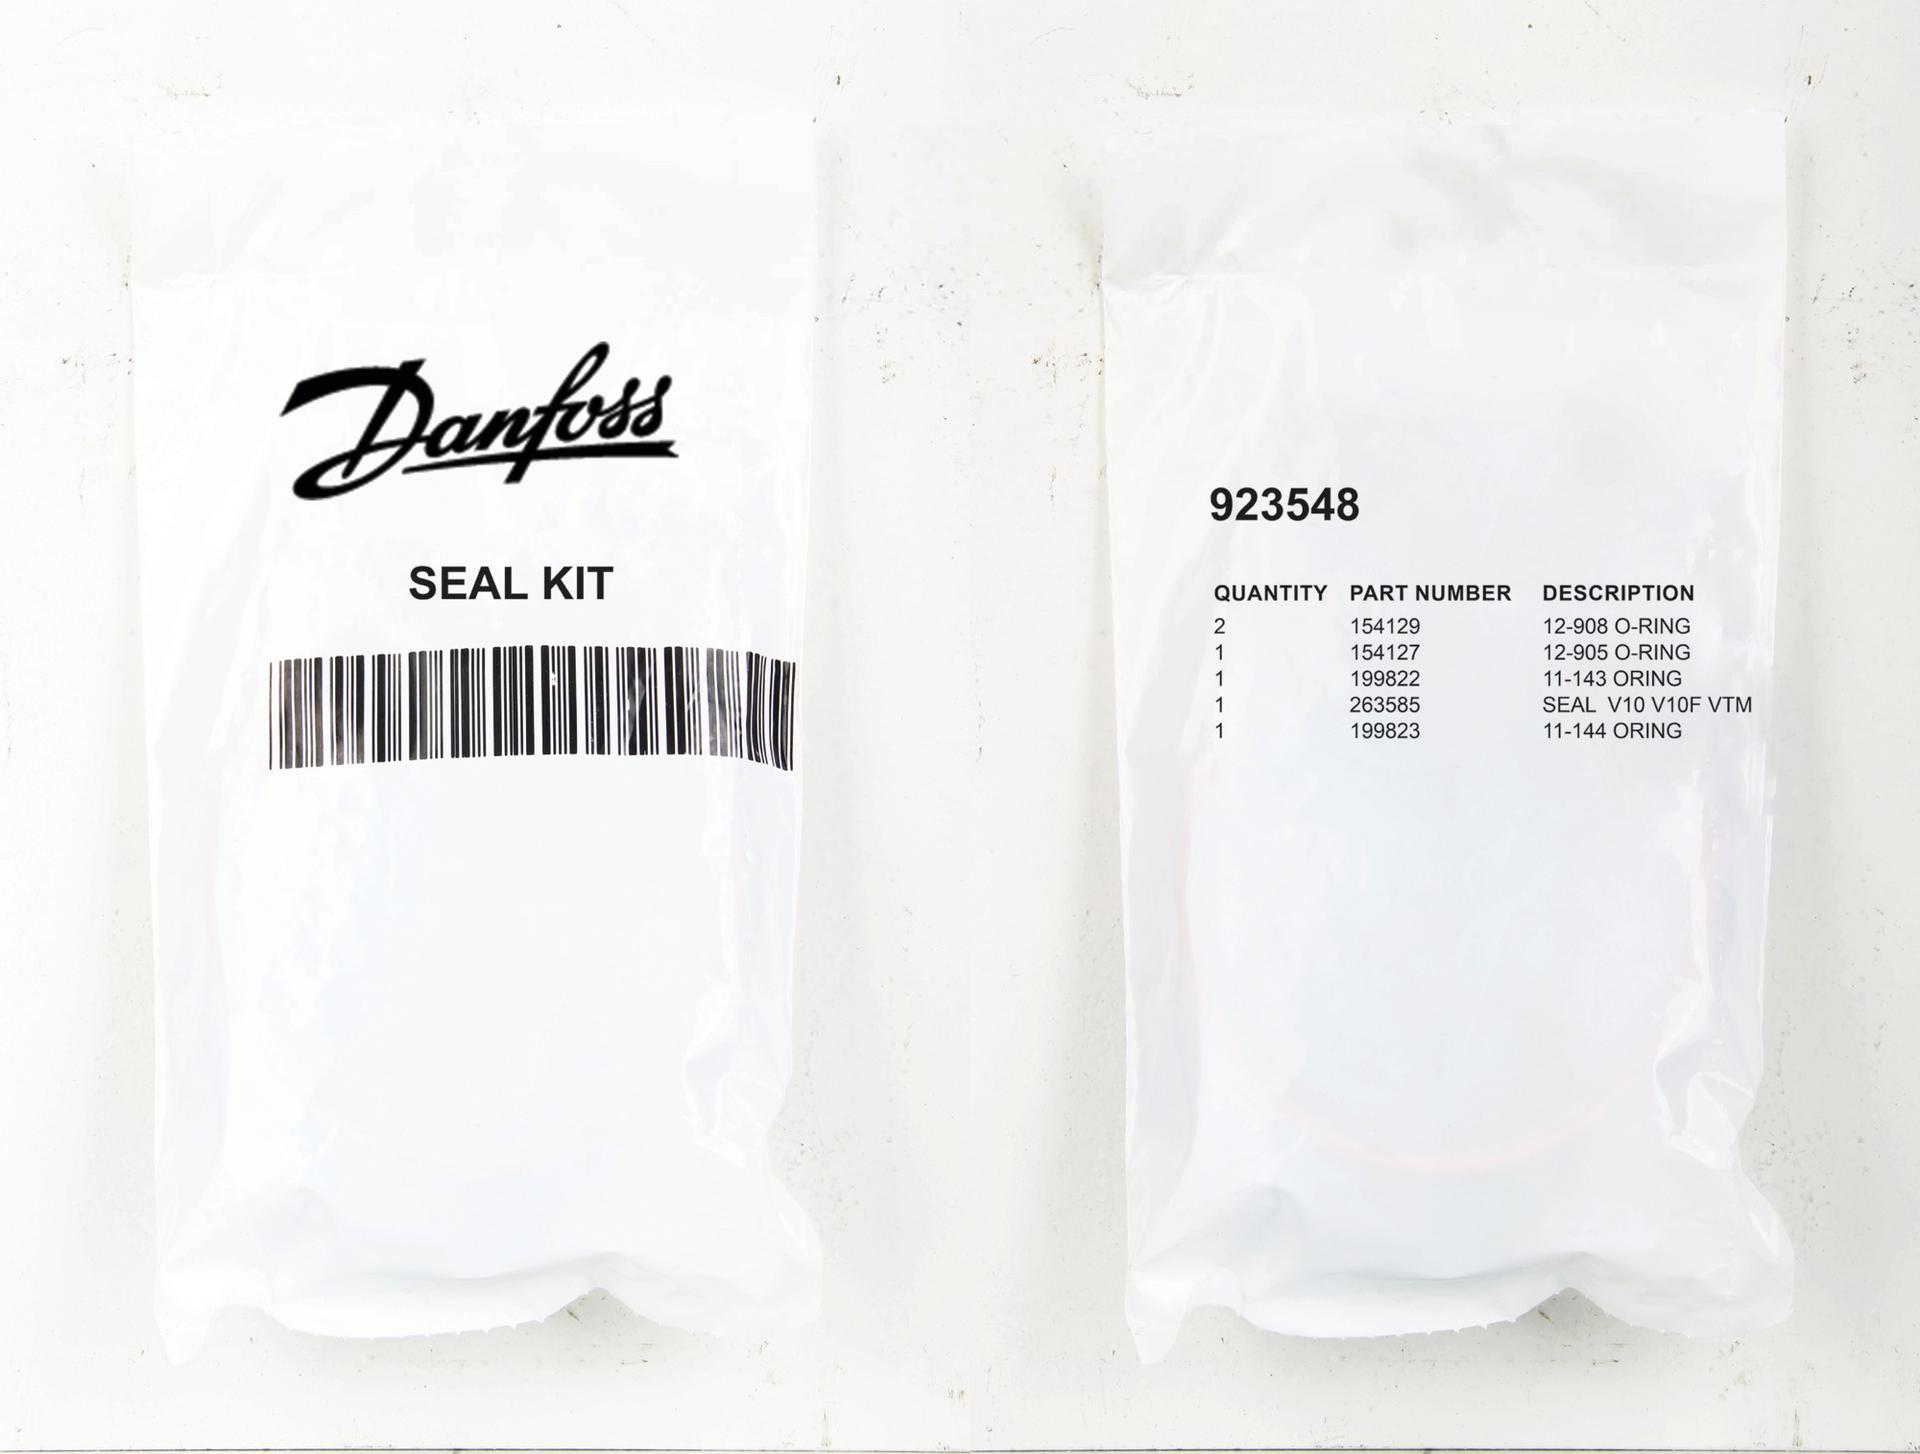 Danfoss
SEAL KIT
923548
QUANTITY PART NUMBER DESCRIPTION
2 154129 12-908 O-RING
1 154127 12-905 O-RING
1 199822 11-143 ORING
1 263585 SEAL  V10 V10F VTM
1 199823 11-144 ORING